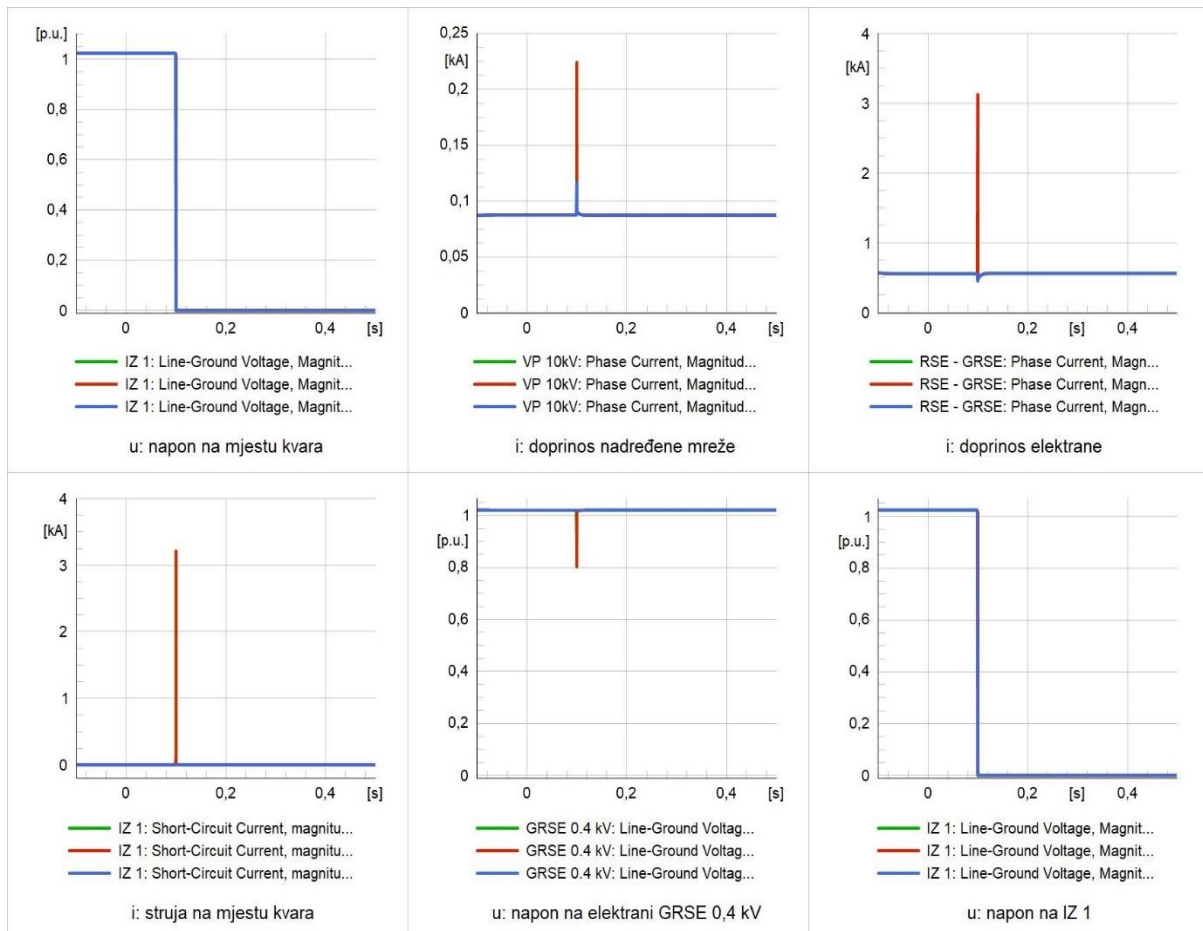 [p.u.]
1
0,8
0,6
0,4
0,2
0
0 0,2 0,4 [s]
IZ 1: Line-Ground Voltage, Magnit...
IZ 1: Line-Ground Voltage, Magnit...
IZ 1: Line-Ground Voltage, Magnit...
u: napon na mjestu kvara
0,25
[kA]
0,2
0,15
0,1
0,05
0
0 0,2 0,4 [s]
VP 10kV: Phase Current, Magnitud...
VP 10kV: Phase Current, Magnitud...
VP 10kV: Phase Current, Magnitud...
i: doprinos nadređene mreže
4
[kA]
3
2
1
0
0 0,2 [s] 0,4
RSE - GRSE: Phase Current, Magn...
RSE - GRSE: Phase Current, Magn...
RSE - GRSE: Phase Current, Magn...
i: doprinos elektrane
4
[kA]
3
2
1
0
0 0,2 0,4 [s]
IZ 1: Short-Circuit Current, magnitu...
IZ 1: Short-Circuit Current, magnitu...
IZ 1: Short-Circuit Current, magnitu...
i: struja na mjestu kvara
1
[p.u.]
0,8
0,6
0,4
0,2
0
0 0,2 0,4 [s]
GRSE 0.4 kV: Line-Ground Voltag...
GRSE 0.4 kV: Line-Ground Voltag...
GRSE 0.4 kV: Line-Ground Voltag...
u: napon na elektrani GRSE 0,4 kV
1
[p.u.]
0,8
0,6
0,4
0,2
0
0 0,2 [s] 0,4
IZ 1: Line-Ground Voltage, Magnit...
IZ 1: Line-Ground Voltage, Magnit...
IZ 1: Line-Ground Voltage, Magnit...
u: napon na IZ 1